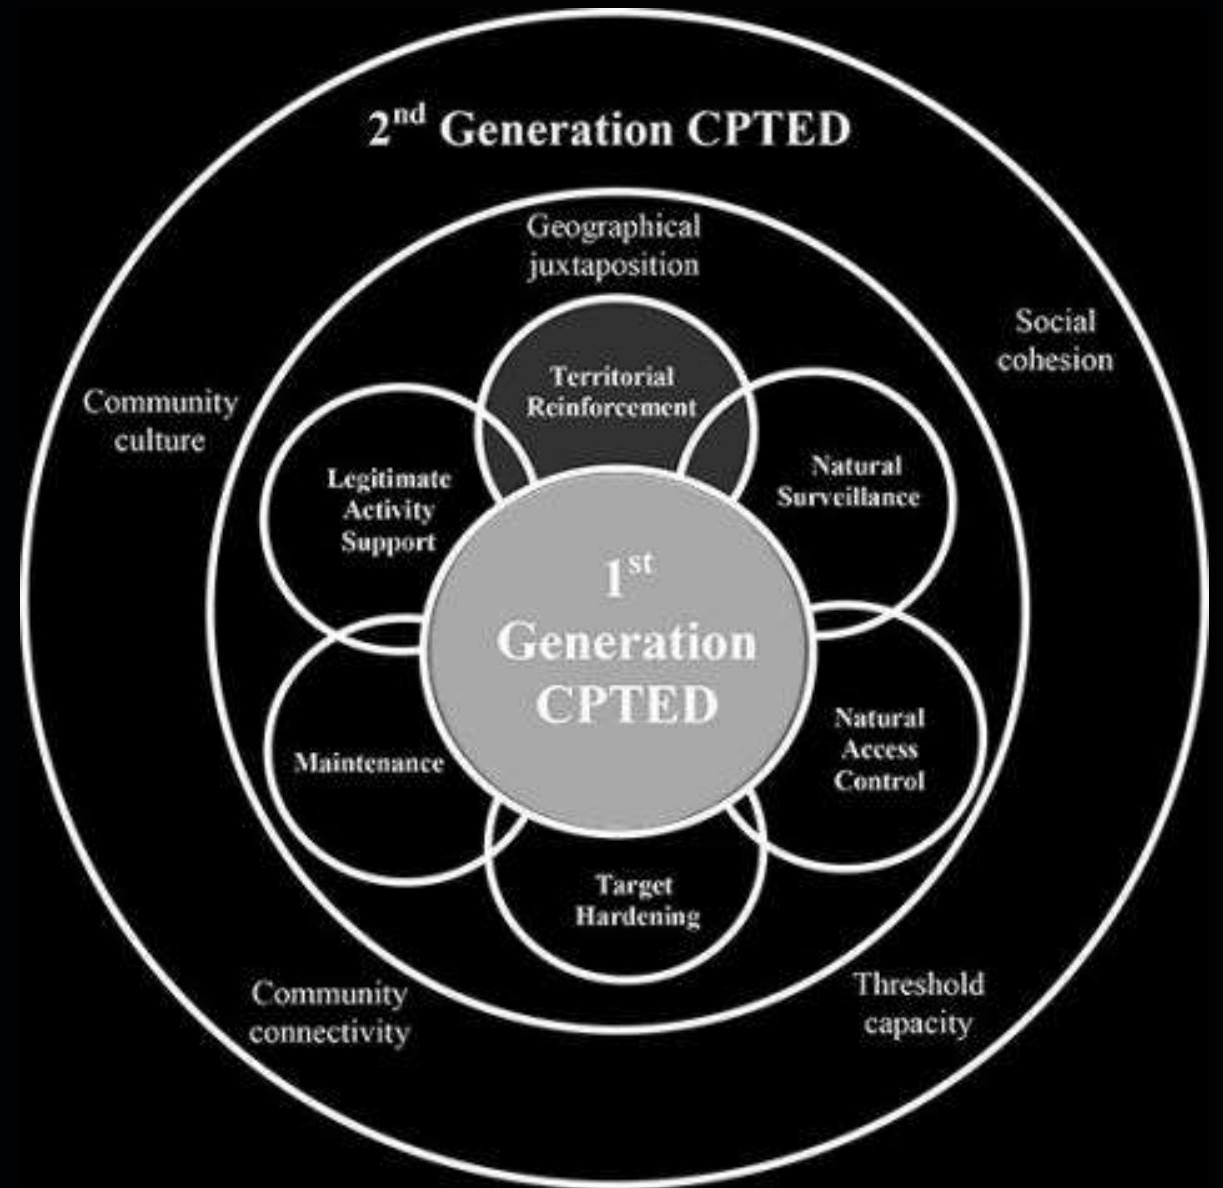 2nd Generation CPTED
Geographical
juxtaposition
Social
cohesion
Community
culture
Territorial
Reinforcement
Legitimate
Activity
Support
Natural
Surveillance
1st
Generation
CPTED
Maintenance
Natural
Access
Control
Target
Hardening
Community
connectivity
Threshold
capacity